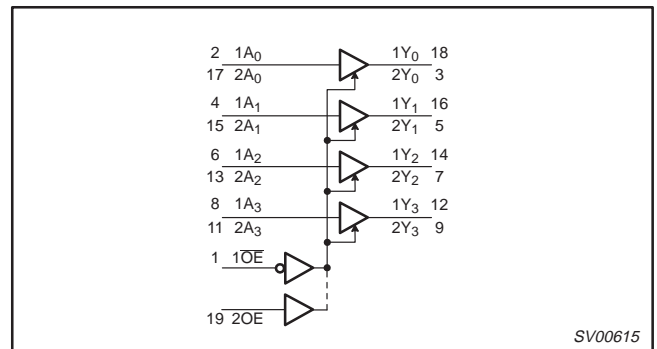 2 1A0 1Y0 18
17 2A0 2Y0 3
4 1A1 1Y1 16
15 2A1 2Y1 5
6 1A2 1Y2 14
13 2A2 2Y2 7
8 1A3 1Y3 12
11 2A3 2Y3 9
1 1O̅E̅
19 2OE
SV00615